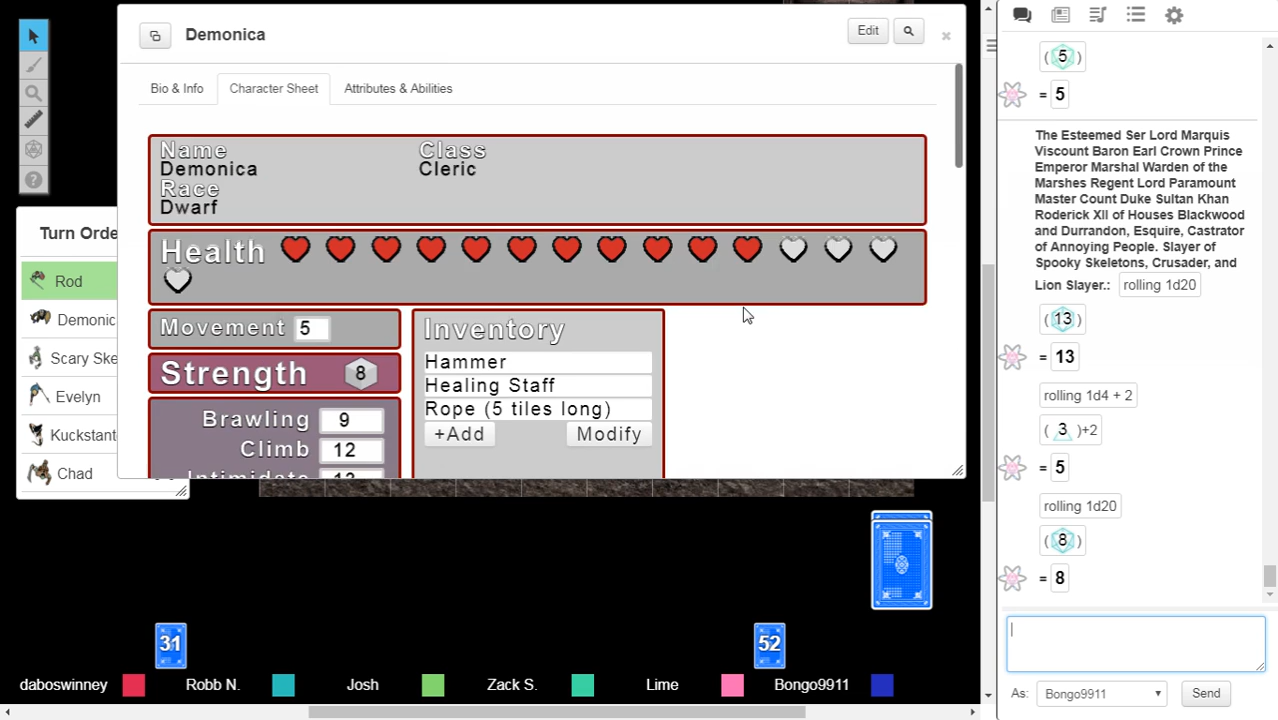 Demonica
Edit
Bio & Info
Character Sheet
Attributes & Abilities
Name
Demonica
Class
Cleric
Race
Dwarf
Health
Movement 5
Strength 8
Brawling 9
Climb 12
Inventory
Hammer
Healing Staff
Rope (5 tiles long)
+Add
Modify
Turn Orde
Rod
Demonic
Scary Ske
Evelyn
Kuckstant
Chad
31
52
daboswinney
Robb N.
Josh
Zack S.
Lime
Bongo9911
( 5 )
= 5
The Esteemed Ser Lord Marquis
Viscount Baron Earl Crown Prince
Emperor Marshal Warden of the
Marshes Regent Lord Paramount
Master Count Duke Sultan Khan
Roderick XII of Houses Blackwood
and Durrandon, Esquire, Castrator
of Annoying People. Slayer of
Spooky Skeletons, Crusader, and
Lion Slayer.: rolling 1d20
( 13 )
= 13
rolling 1d4 + 2
( 3 )+2
= 5
rolling 1d20
( 8 )
= 8
As: Bongo9911
Send